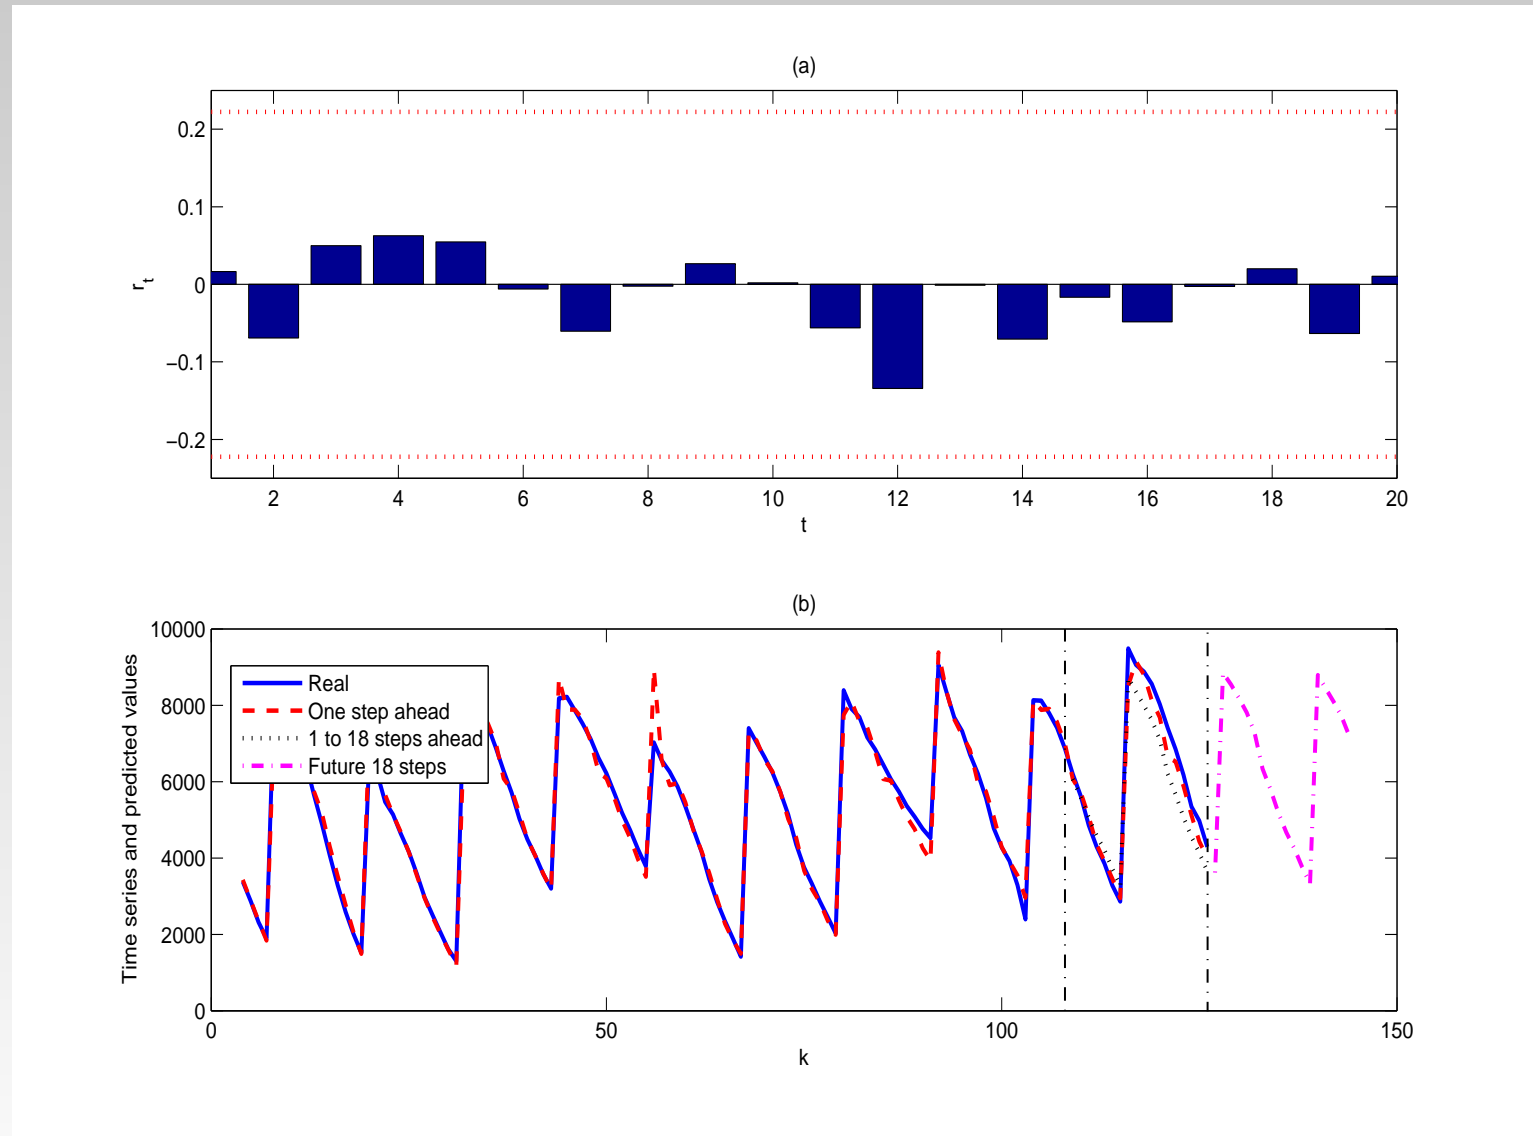 (a)
0.2
0.1
0
−0.1
−0.2
r_t
2 4 6 8 10 12 14 16 18 20
t
(b)
10000
8000
6000
4000
2000
0
Time series and predicted values
Real
One step ahead
1 to 18 steps ahead
Future 18 steps
0 50 100 150
k